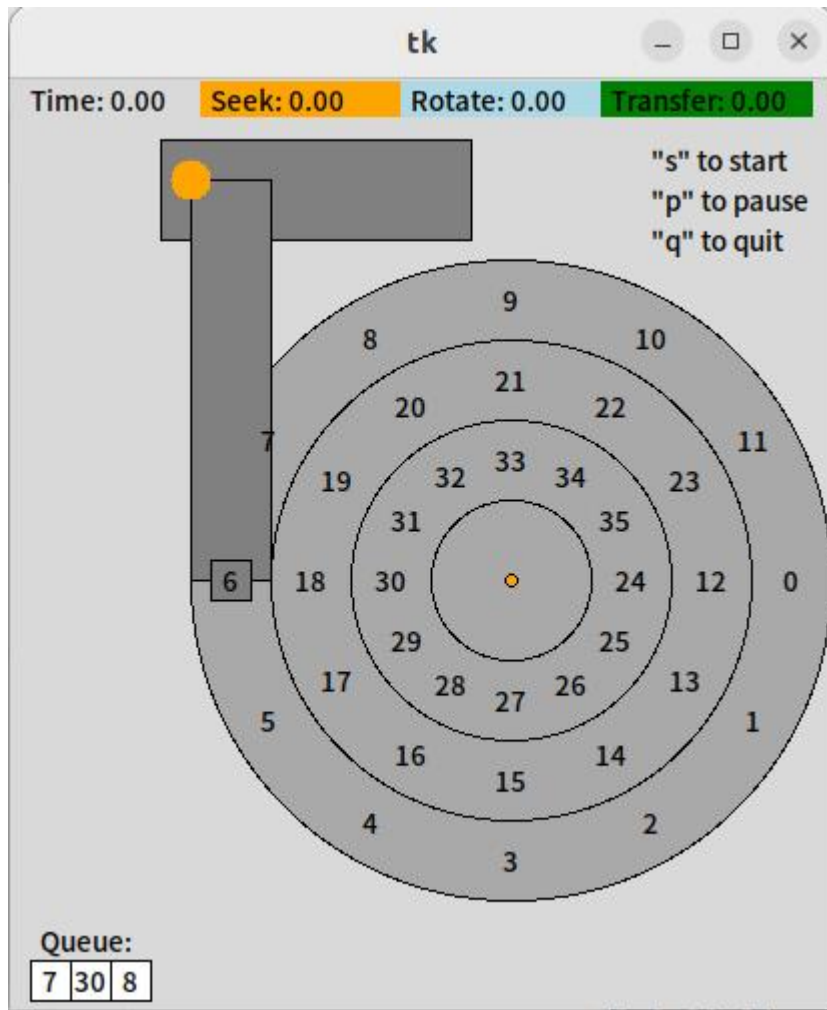 tk
Time: 0.00 Seek: 0.00 Rotate: 0.00 Transfer: 0.00
"s" to start
"p" to pause
"q" to quit
9
8 10
21
20 22
7 11
33
19 32 34 23
31 35
6 18 30 24 12 0
29 25
17 28 26 13
27
5 1
16 14
15
4 2
3
Queue:
7 30 8